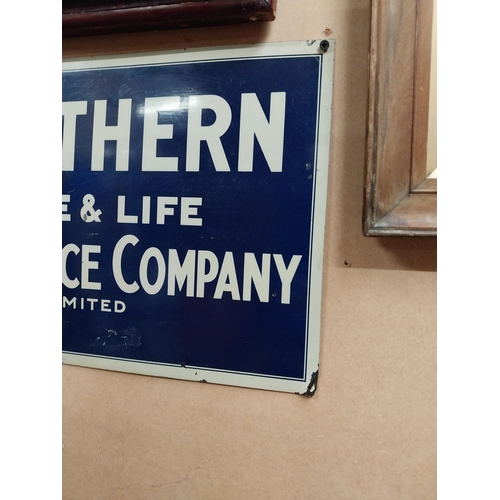 THERN
E & LIFE
CE COMPANY
MITED